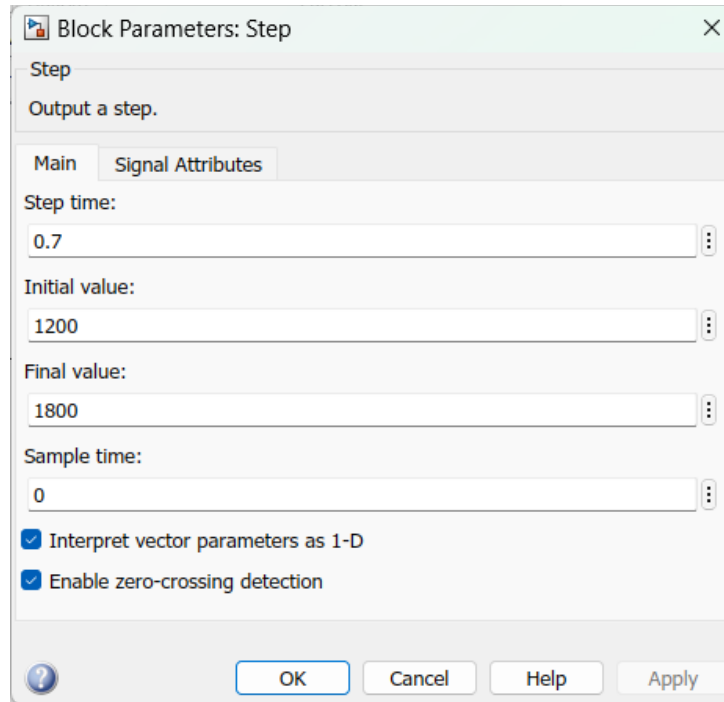 Block Parameters: Step
Step
Output a step.
Main Signal Attributes
Step time:
0.7
Initial value:
1200
Final value:
1800
Sample time:
0
Interpret vector parameters as 1-D
Enable zero-crossing detection
OK Cancel Help Apply